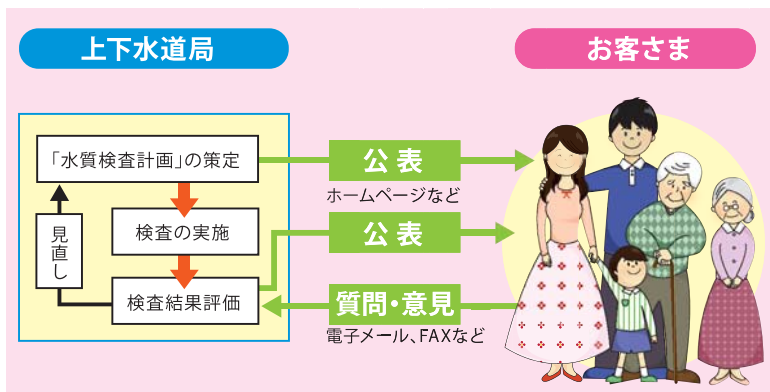 上下水道局
お客さま
「水質検査計画」の策定
公表
ホームページなど
検査の実施
公表
見直し
検査結果評価
質問・意見
電子メール、FAXなど